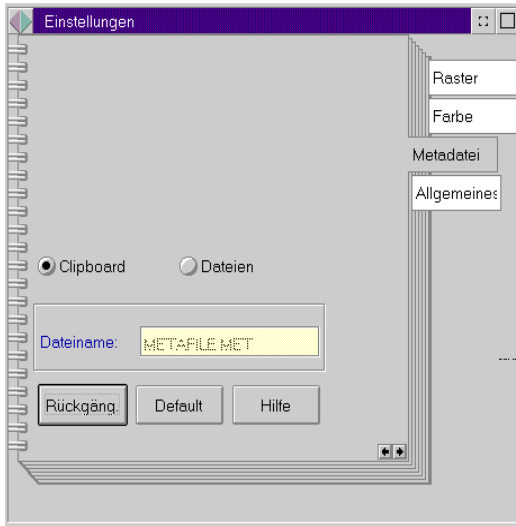 Einstellungen
Raster
Farbe
Metadatei
Allgemeines
Clipboard Dateien
Dateiname: METAFILE.MET
Rückgäng. Default Hilfe